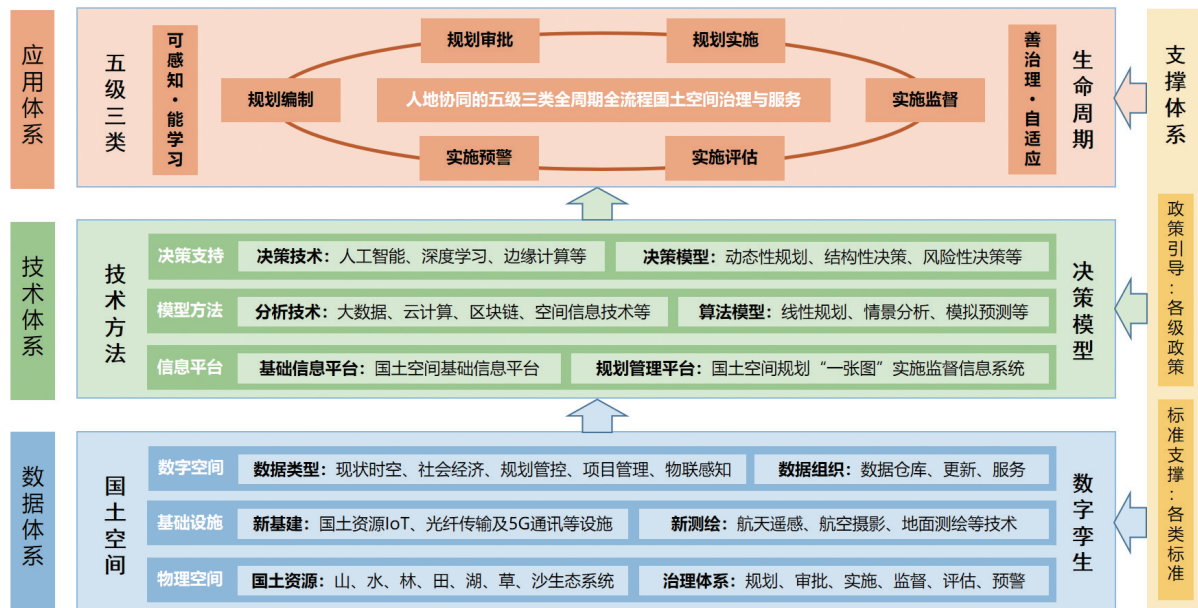 应用体系
五级三类
可感知·能学习
规划审批
规划实施
规划编制
人地协同的五级三类全周期全流程国土空间治理与服务
实施监督
实施预警
实施评估
善治理·自适应
生命周期
技术体系
技术方法
决策支持
决策技术：人工智能、深度学习、边缘计算等
决策模型：动态性规划、结构性决策、风险性决策等
模型方法
分析技术：大数据、云计算、区块链、空间信息技术等
算法模型：线性规划、情景分析、模拟预测等
信息平台
基础信息平台：国土空间基础信息平台
规划管理平台：国土空间规划“一张图”实施监督信息系统
决策模型
数据体系
国土空间
数字空间
数据类型：现状时空、社会经济、规划管控、项目管理、物联感知
数据组织：数据仓库、更新、服务
基础设施
新基建：国土资源IoT、光纤传输及5G通讯等设施
新测绘：航天遥感、航空摄影、地面测绘等技术
物理空间
国土资源：山、水、林、田、湖、草、沙生态系统
治理体系：规划、审批、实施、监督、评估、预警
数字孪生
支撑体系
政策引导：各级政策
标准支撑：各类标准